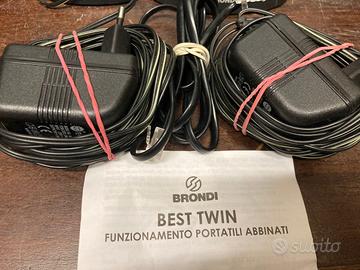 BRONDI
BEST TWIN
FUNZIONAMENTO PORTATILI ABBINATI
subito